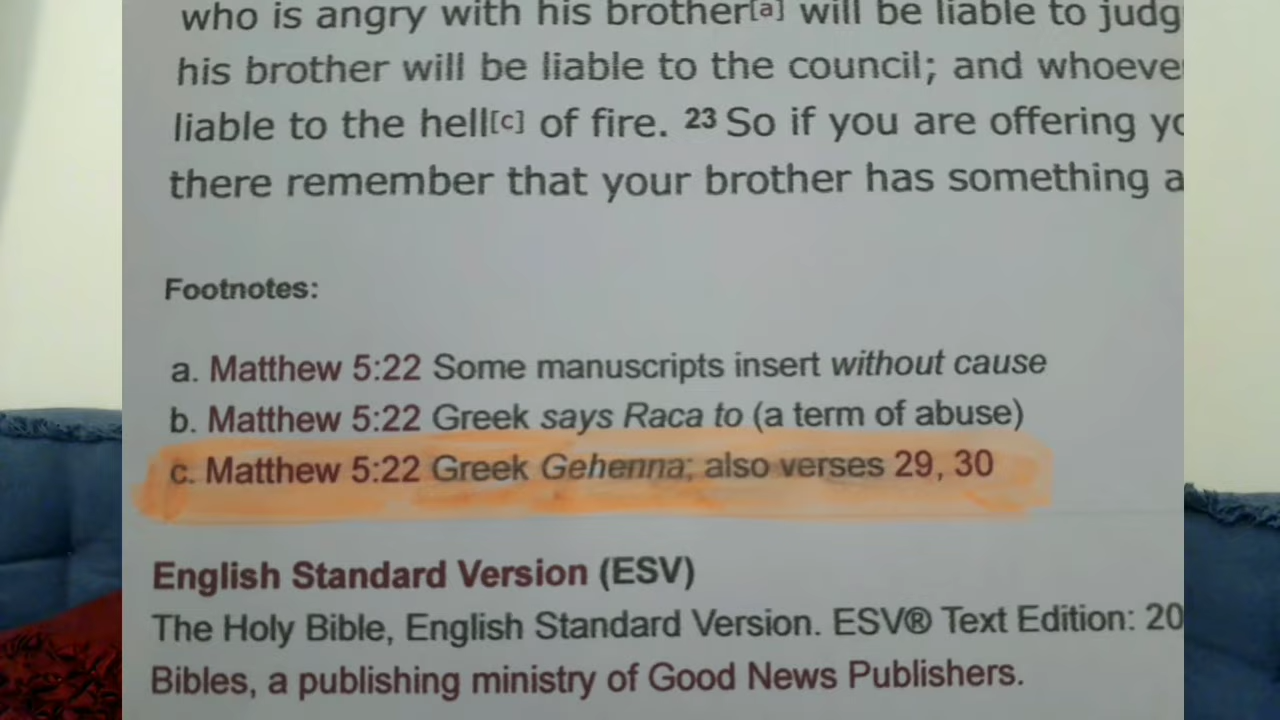 who is angry with his brother[a] will be liable to judg
his brother will be liable to the council; and whoeve
liable to the hell[c] of fire. 23 So if you are offering yo
there remember that your brother has something a
Footnotes:
a. Matthew 5:22 Some manuscripts insert without cause
b. Matthew 5:22 Greek says Raca to (a term of abuse)
c. Matthew 5:22 Greek Gehenna; also verses 29, 30
English Standard Version (ESV)
The Holy Bible, English Standard Version. ESV® Text Edition: 20
Bibles, a publishing ministry of Good News Publishers.